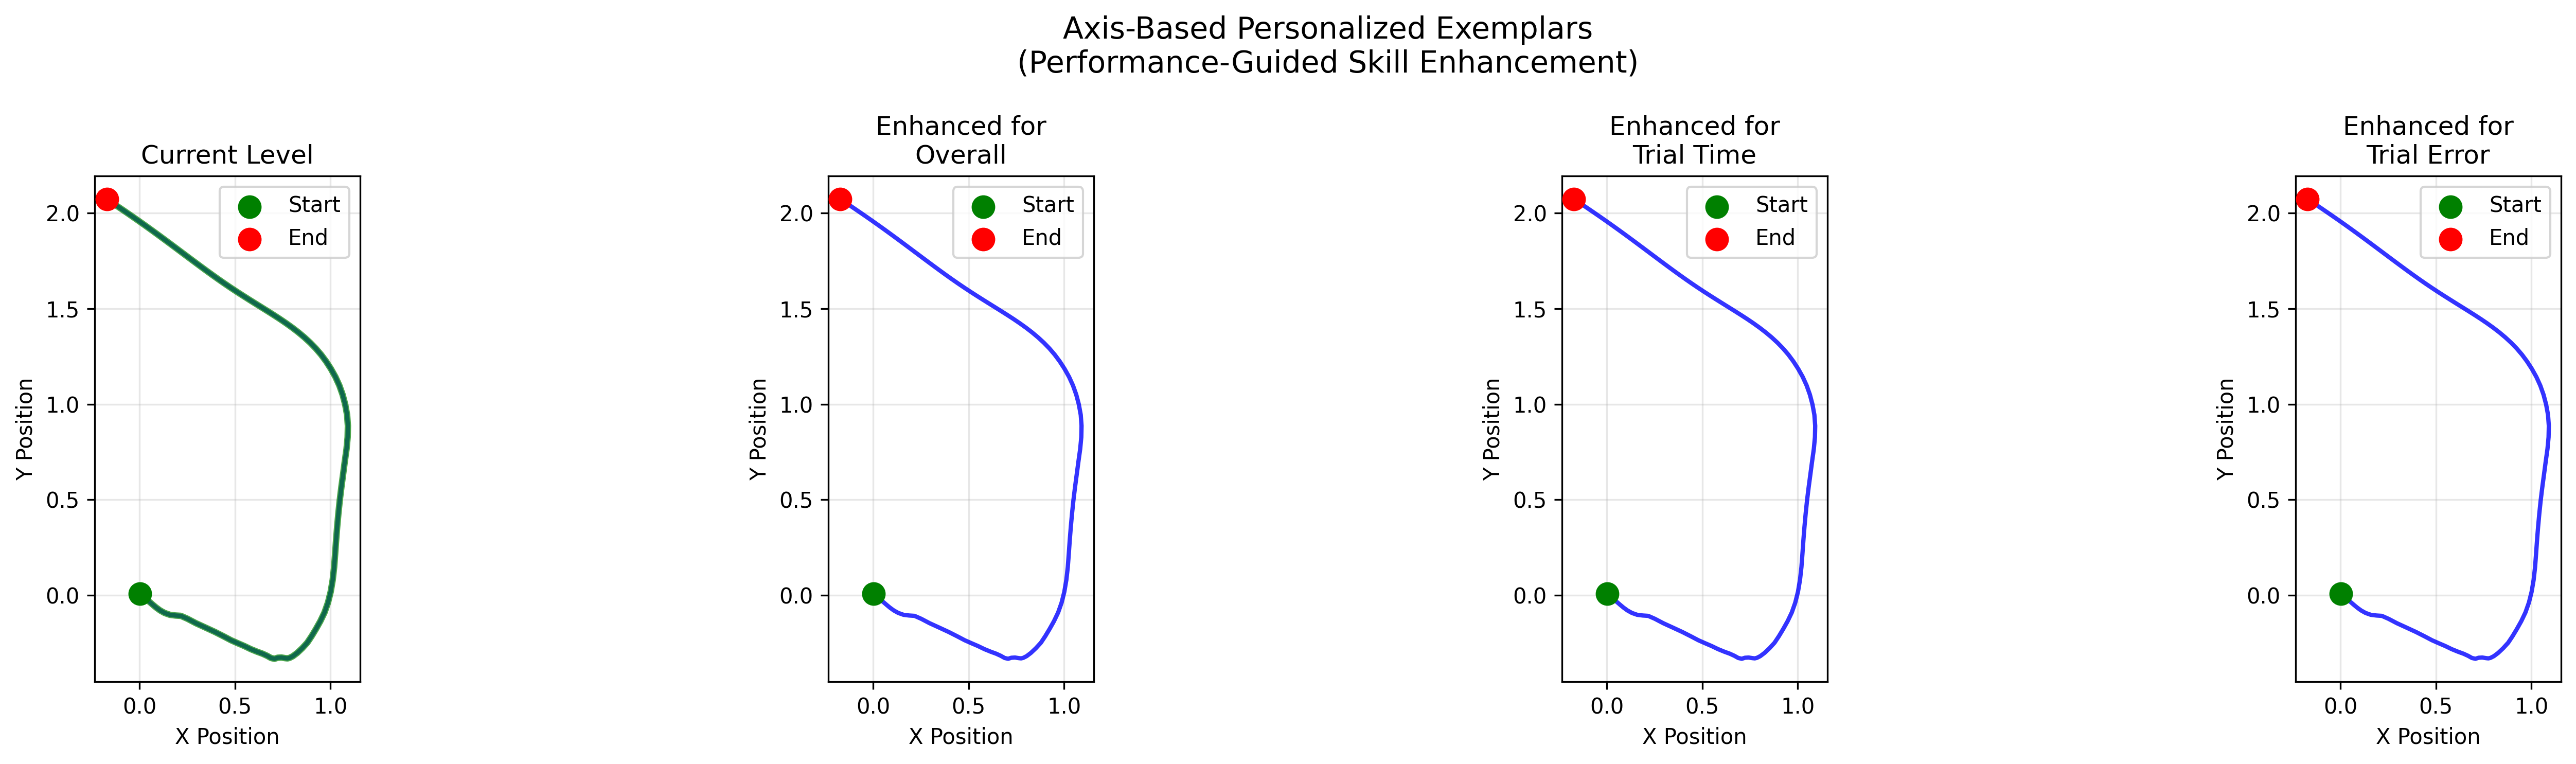 Axis-Based Personalized Exemplars
(Performance-Guided Skill Enhancement)
Current Level
Start
End
2.0
1.5
1.0
0.5
0.0
Y Position
0.0 0.5 1.0
X Position
Enhanced for
Overall
Start
End
2.0
1.5
1.0
0.5
0.0
Y Position
0.0 0.5 1.0
X Position
Enhanced for
Trial Time
Start
End
2.0
1.5
1.0
0.5
0.0
Y Position
0.0 0.5 1.0
X Position
Enhanced for
Trial Error
Start
End
2.0
1.5
1.0
0.5
0.0
Y Position
0.0 0.5 1.0
X Position